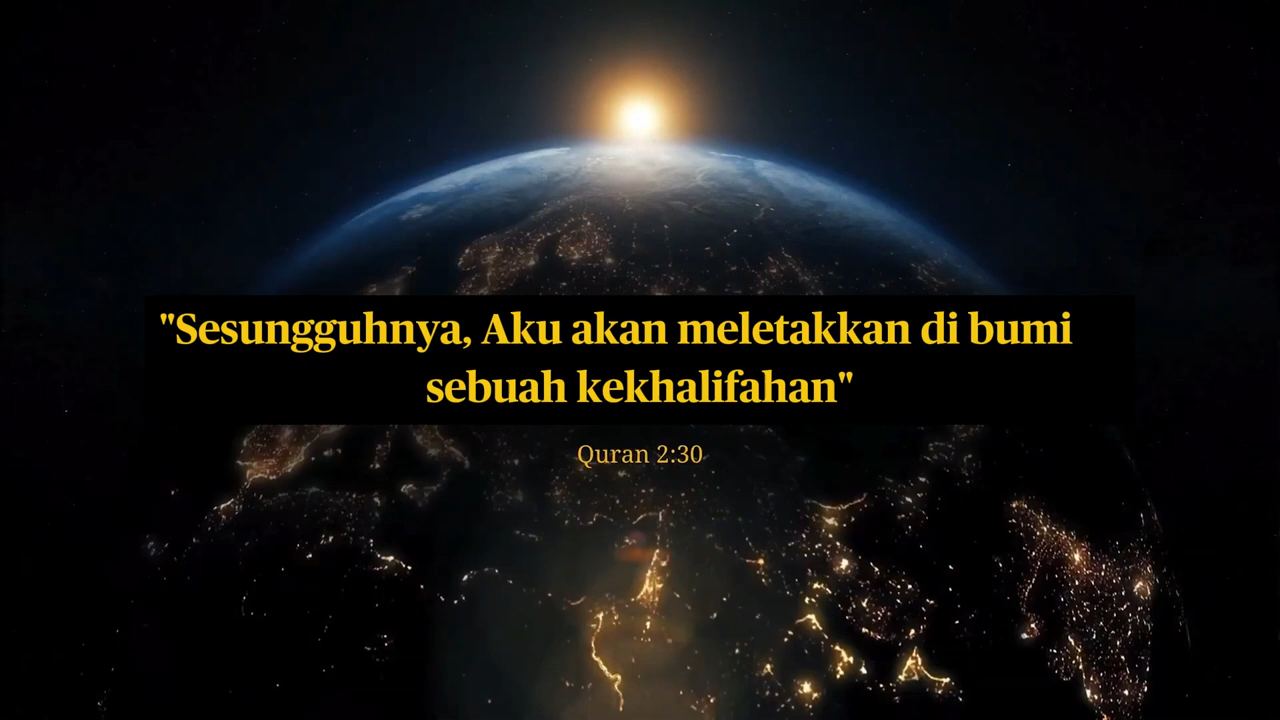 "Sesungguhnya, Aku akan meletakkan di bumi
sebuah kekhalifahan"
Quran 2:30